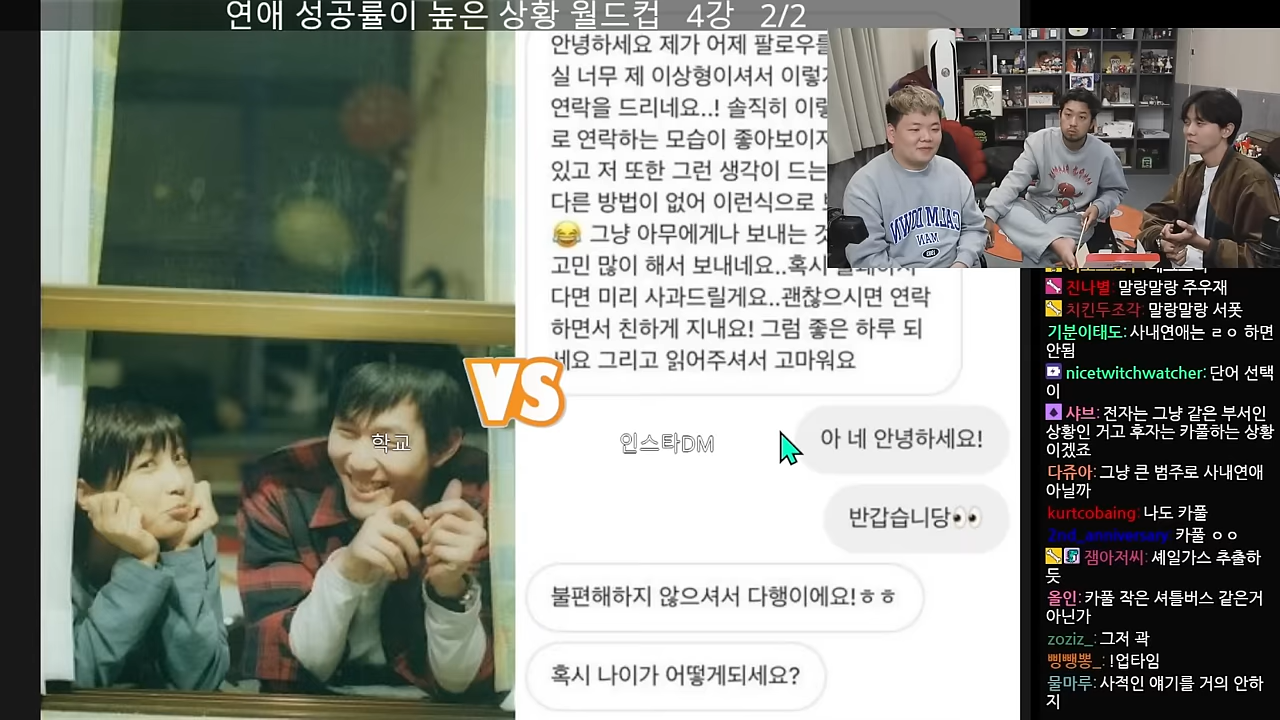 연애 성공률이 높은 상황 월드컵 4강 2/2
안녕하세요 제가 어제 팔로우를
실 너무 제 이상형이셔서 이렇게
연락을 드리네요..! 솔직히 이렇
로 연락하는 모습이 좋아보이지
있고 저 또한 그런 생각이 드는
다른 방법이 없어 이런식으로
😂 그냥 아무에게나 보내는 것
고민 많이 해서 보내네요..혹시
다면 미리 사과드릴게요..괜찮으시면 연락
하면서 친하게 지내요! 그럼 좋은 하루 되
세요 그리고 읽어주셔서 고마워요
VS
학교
인스타DM
아 네 안녕하세요!
반갑습니당👀
불편해하지 않으셔서 다행이에요!ㅎㅎ
혹시 나이가 어떻게되세요?
CALM DOWN
MAN
진나별: 말랑말랑 주우재
치킨두조각: 말랑말랑 서폿
기분이태도: 사내연애는 ㄹㅇ 하면
안됨
nicetwitchwatcher: 단어 선택
이
샤브: 전자는 그냥 같은 부서인
상황인 거고 후자는 카풀하는 상황
이겠죠
다쥬아: 그냥 큰 범주로 사내연애
아닐까
kurtcobaing: 나도 카풀
2nd_anniversary: 카풀 ㅇㅇ
잼아저씨: 셰일가스 추출하
듯
올인: 카풀 작은 셔틀버스 같은거
아닌가
zoziz_: 그저 곽
삥뺑뽕_: !업타임
물마루: 사적인 얘기를 거의 안하
지